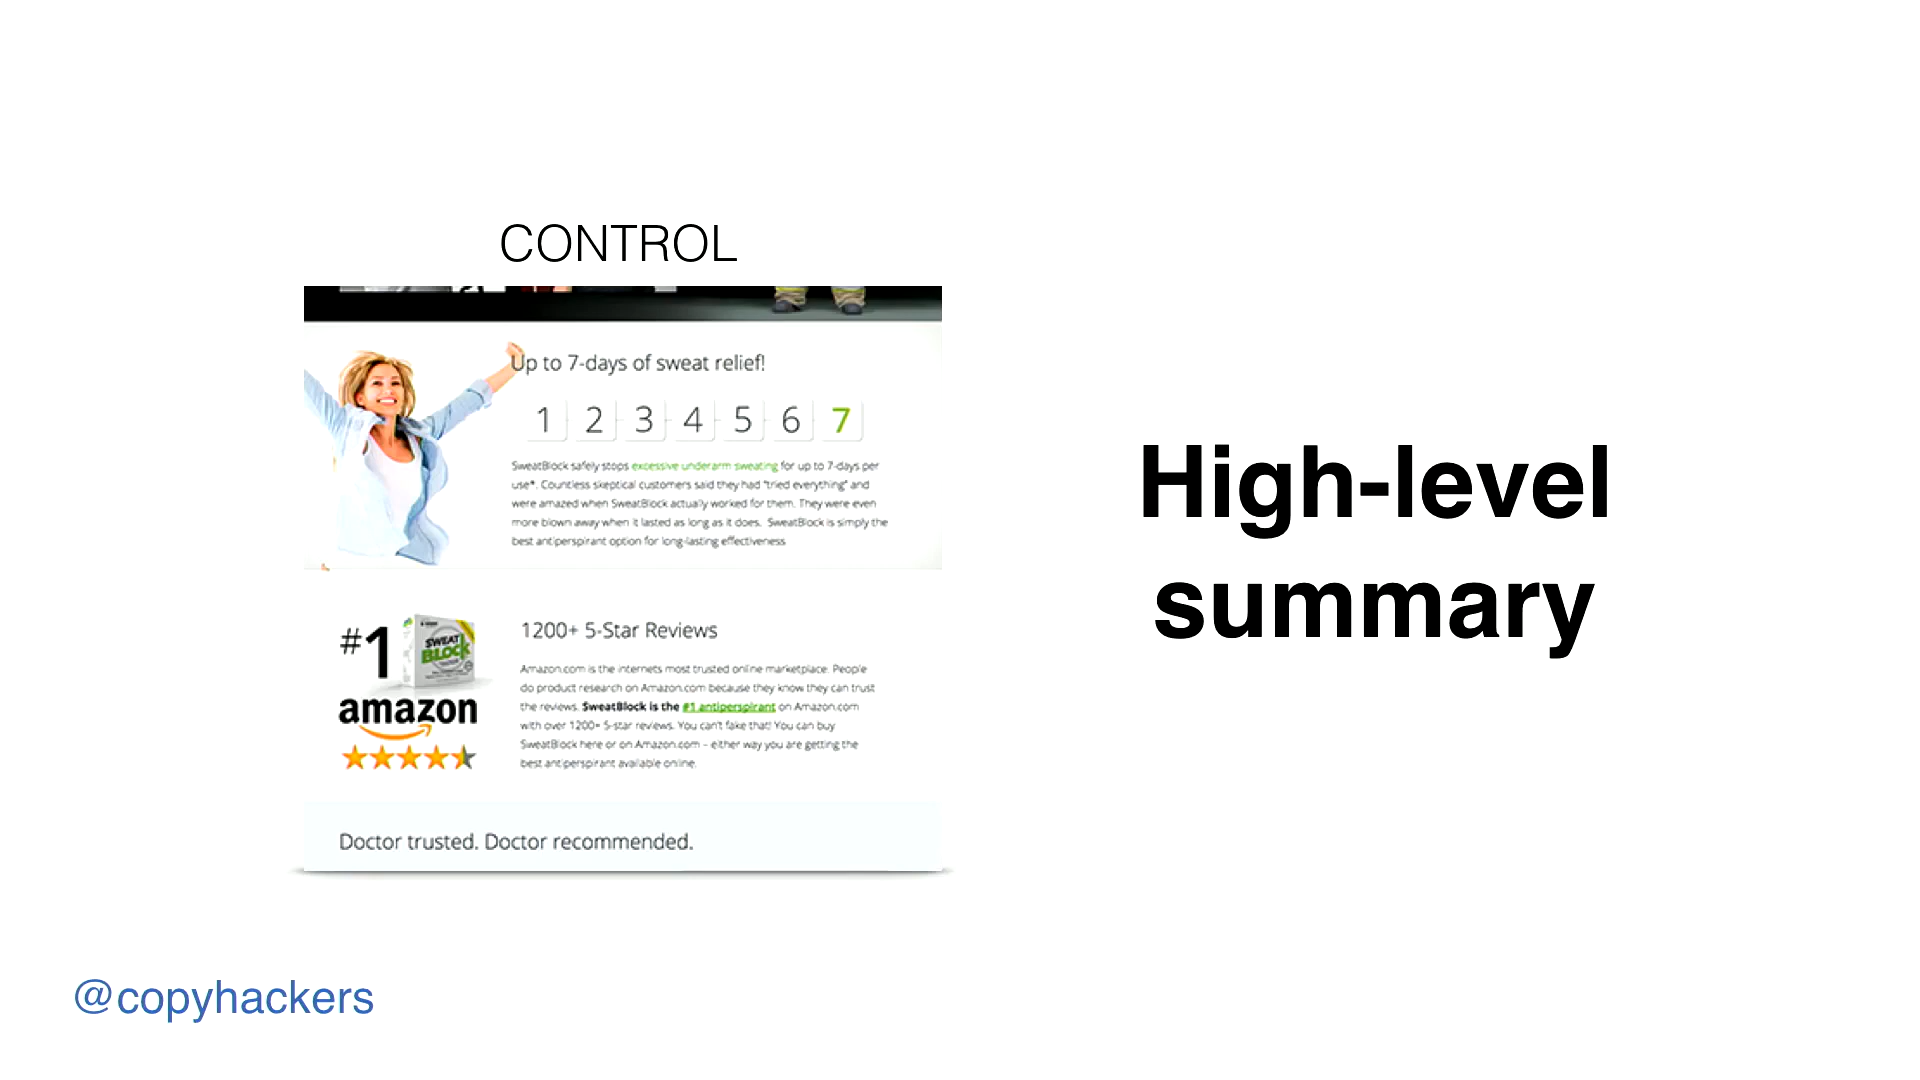 CONTROL
Up to 7-days of sweat relief!
1 2 3 4 5 6 7
SweatBlock safely stops excessive underarm sweating for up to 7-days per
use*. Countless skeptical customers said they had "tried everything" and
were amazed when SweatBlock actually worked for them. They were even
more blown away when it lasted as long as it does. SweatBlock is simply the
best antiperspirant option for long-lasting effectiveness
#1
SWEAT
BLOCK
amazon
1200+ 5-Star Reviews
Amazon.com is the internets most trusted online marketplace. People
do product research on Amazon.com because they know they can trust
the reviews. SweatBlock is the #1 antiperspirant on Amazon.com
with over 1200+ 5-star reviews. You can't fake that! You can buy
SweatBlock here or on Amazon.com – either way you are getting the
best antiperspirant available online.
Doctor trusted. Doctor recommended.
High-level
summary
@copyhackers